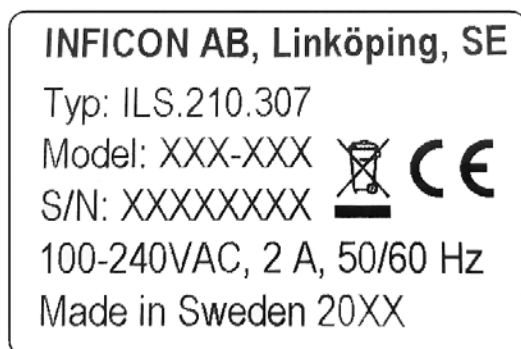 INFICON AB, Linköping, SE
Typ: ILS.210.307
Model: XXX-XXX
S/N: XXXXXXXX CE
100-240VAC, 2 A, 50/60 Hz
Made in Sweden 20XX